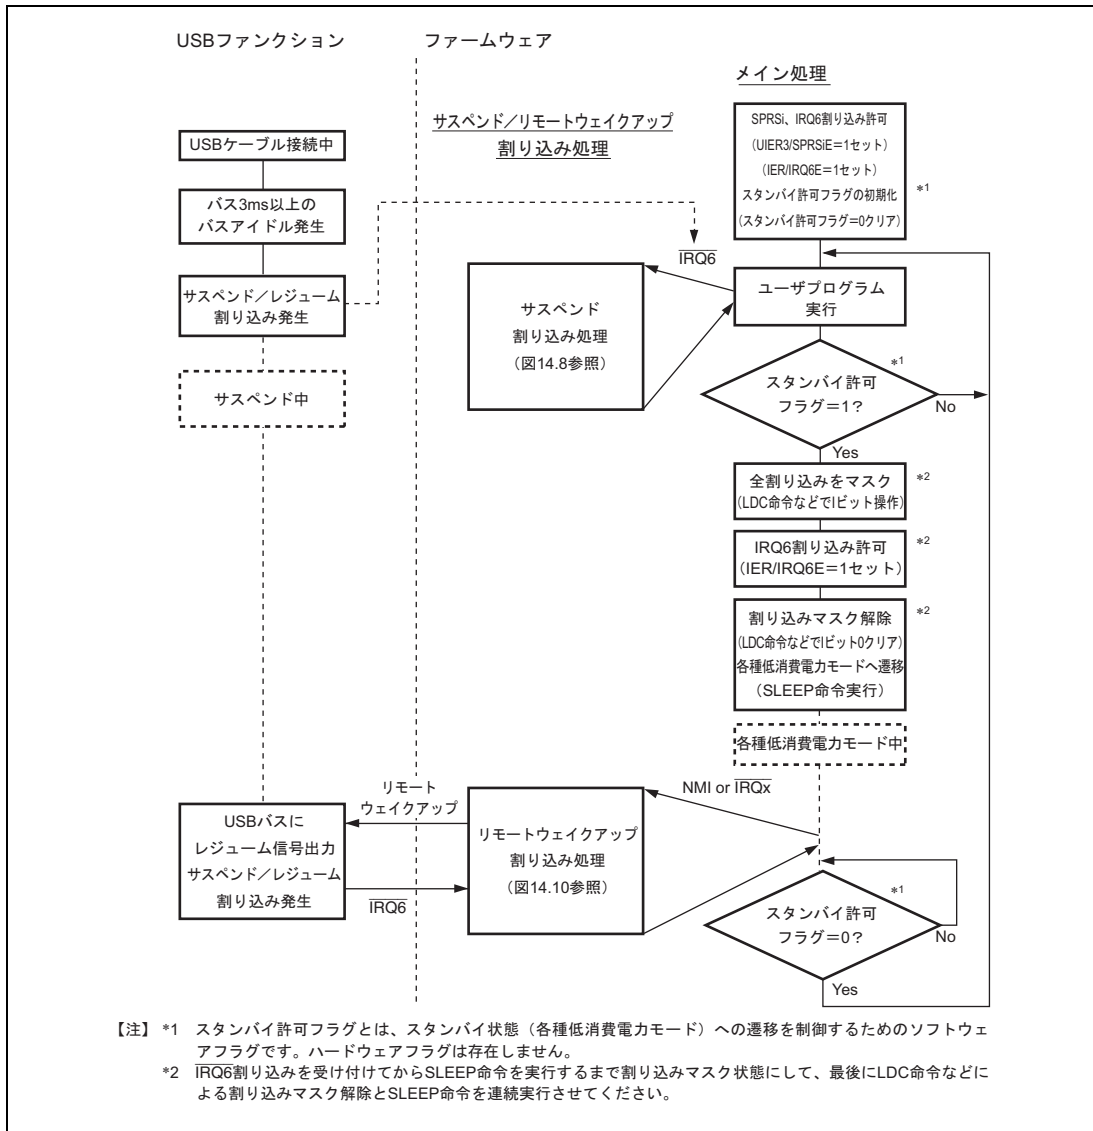 USBファンクション
ファームウェア
メイン処理
サスペンド／リモートウェイクアップ
割り込み処理
USBケーブル接続中
バス3ms以上の
バスアイドル発生
サスペンド／レジューム
割り込み発生
サスペンド中
SPRSi、IRQ6割り込み許可
(UIER3/SPRSiE＝1セット)
(IER/IRQ6E＝1セット)
スタンバイ許可フラグの初期化
(スタンバイ許可フラグ＝0クリア)
*1
IRQ6
サスペンド
割り込み処理
(図14.8参照)
ユーザプログラム
実行
*1
スタンバイ許可
フラグ＝1？
No
Yes
全割り込みをマスク
(LDC命令などでIビット操作)
*2
IRQ6割り込み許可
(IER/IRQ6E＝1セット)
*2
割り込みマスク解除
(LDC命令などでIビット0クリア)
各種低消費電力モードへ遷移
(SLEEP命令実行)
*2
各種低消費電力モード中
NMI or IRQx
リモート
ウェイクアップ
USBバスに
レジューム信号出力
サスペンド／レジューム
割り込み発生
IRQ6
リモートウェイクアップ
割り込み処理
(図14.10参照)
*1
スタンバイ許可
フラグ＝0？
No
Yes
【注】 *1 スタンバイ許可フラグとは、スタンバイ状態（各種低消費電力モード）への遷移を制御するためのソフトウェ
アフラグです。ハードウェアフラグは存在しません。
*2 IRQ6割り込みを受け付けてからSLEEP命令を実行するまで割り込みマスク状態にして、最後にLDC命令などに
よる割り込みマスク解除とSLEEP命令を連続実行させてください。